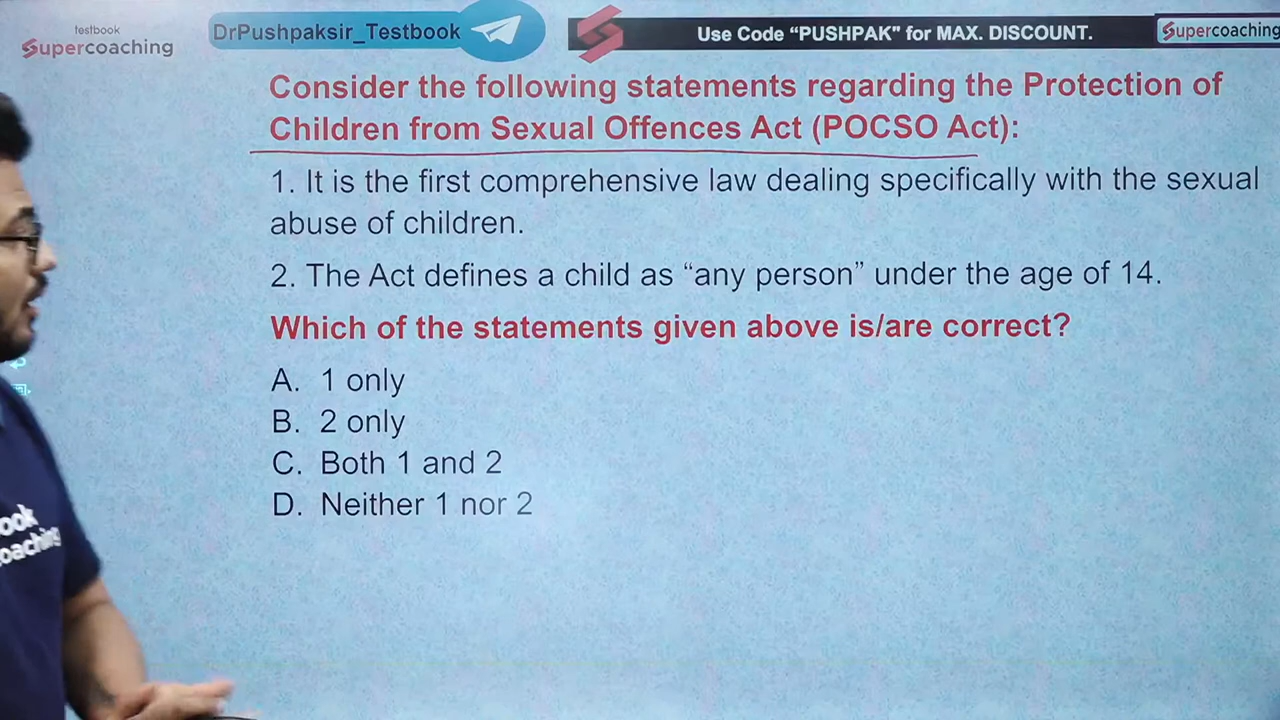 testbook
Supercoaching
DrPushpaksir_Testbook
Use Code “PUSHPAK” for MAX. DISCOUNT.
Supercoaching
Consider the following statements regarding the Protection of
Children from Sexual Offences Act (POCSO Act):
1. It is the first comprehensive law dealing specifically with the sexual
abuse of children.
2. The Act defines a child as “any person” under the age of 14.
Which of the statements given above is/are correct?
A. 1 only
B. 2 only
C. Both 1 and 2
D. Neither 1 nor 2
ook
oaching